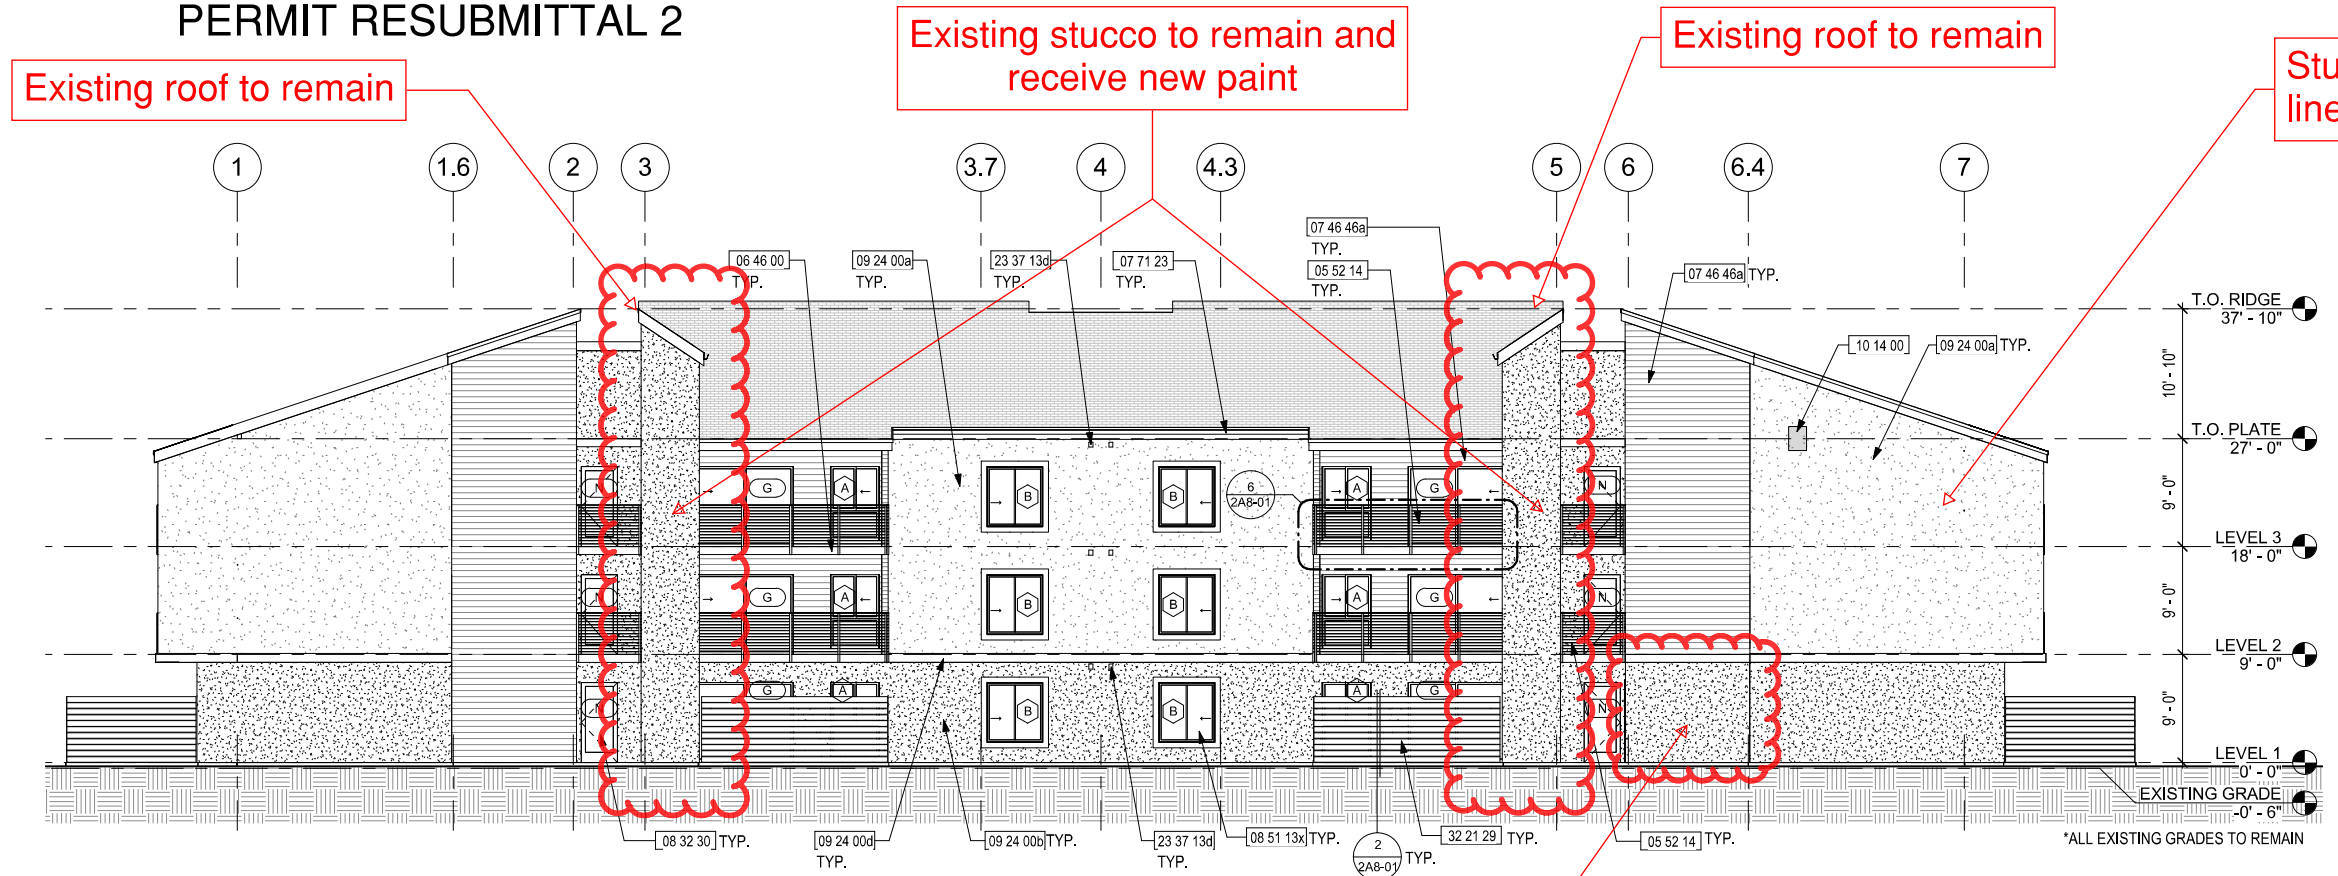 PERMIT RESUBMITTAL 2
Existing roof to remain
Existing stucco to remain and
receive new paint
Existing roof to remain
Stu
line
1
1.6
2
3
3.7
4
4.3
5
6
6.4
7
06 46 00
TYP.
09 24 00a
TYP.
23 37 13d
TYP.
07 71 23
TYP.
07 46 46a
TYP.
05 52 14
TYP.
07 46 46a TYP.
10 14 00
09 24 00a TYP.
T.O. RIDGE
37' - 10"
10' - 10"
T.O. PLATE
27' - 0"
9' - 0"
LEVEL 3
18' - 0"
9' - 0"
LEVEL 2
9' - 0"
9' - 0"
LEVEL 1
0' - 0"
EXISTING GRADE
-0' - 6"
*ALL EXISTING GRADES TO REMAIN
N G A B B A G N
6
2A8-01
N G A B B A G N
N G A B B A G N
08 32 30 TYP.
09 24 00d
TYP.
09 24 00b TYP.
23 37 13d
TYP.
08 51 13x TYP.
2
2A8-01
TYP.
32 21 29 TYP.
05 52 14 TYP.